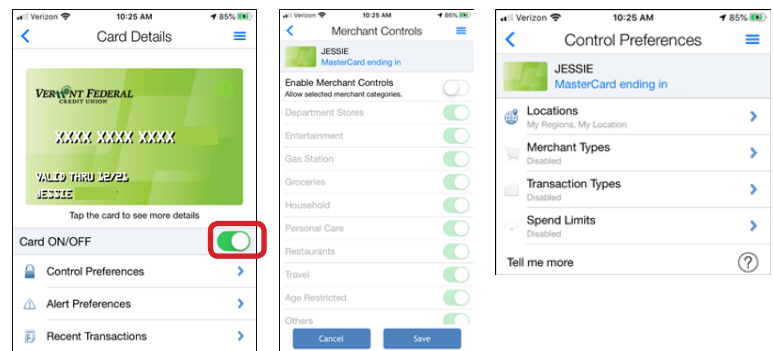 Verizon 10:25 AM 85%
Card Details
VERMONT FEDERAL
CREDIT UNION
XXXX XXXX XXXX
VALID THRU 12/21
JESSIE
Tap the card to see more details
Card ON/OFF
Control Preferences
Alert Preferences
Recent Transactions
Verizon 10:25 AM 86%
Merchant Controls
JESSIE
MasterCard ending in
Enable Merchant Controls
Allow selected merchant categories.
Department Stores
Entertainment
Gas Station
Groceries
Household
Personal Care
Restaurants
Travel
Age Restricted
Others
Cancel Save
Verizon 10:25 AM 85%
Control Preferences
JESSIE
MasterCard ending in
Locations
My Regions, My Location
Merchant Types
Disabled
Transaction Types
Disabled
Spend Limits
Disabled
Tell me more ?